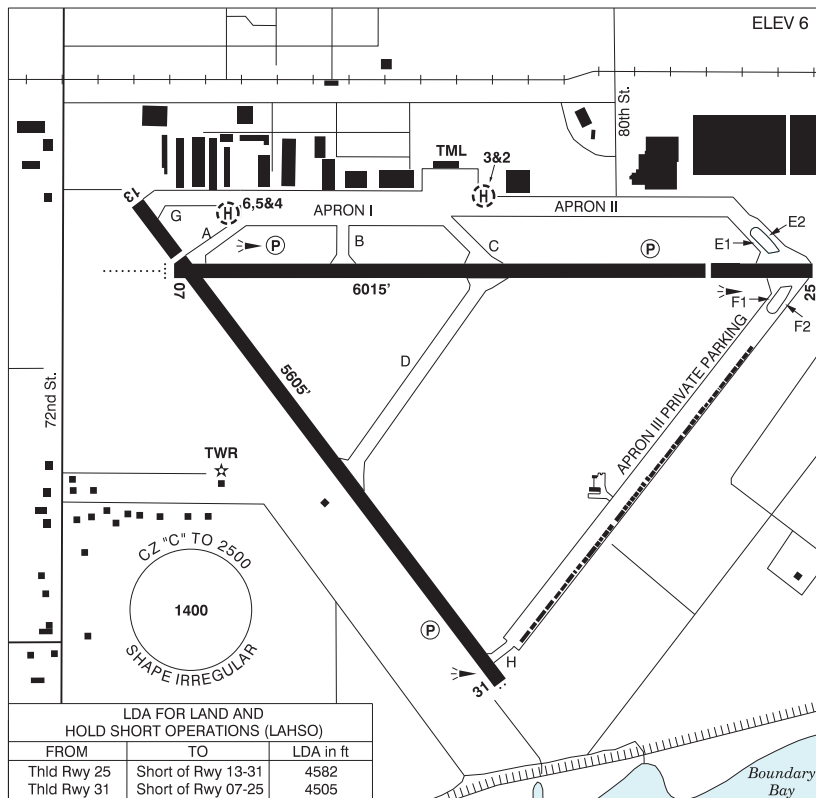 ELEV 6
80th St.
TML
3&2
H
13
H
6,5&4
APRON I
APRON II
E2
G
A
P
B
C
P
E1
07
6015'
25
F1
F2
72nd St.
5605'
D
APRON III PRIVATE PARKING
TWR
CZ "C" TO 2500
1400
SHAPE IRREGULAR
P
H
31
LDA FOR LAND AND
HOLD SHORT OPERATIONS (LAHSO)
FROM TO LDA in ft
Thld Rwy 25 Short of Rwy 13-31 4582
Thld Rwy 31 Short of Rwy 07-25 4505
Boundary
Bay